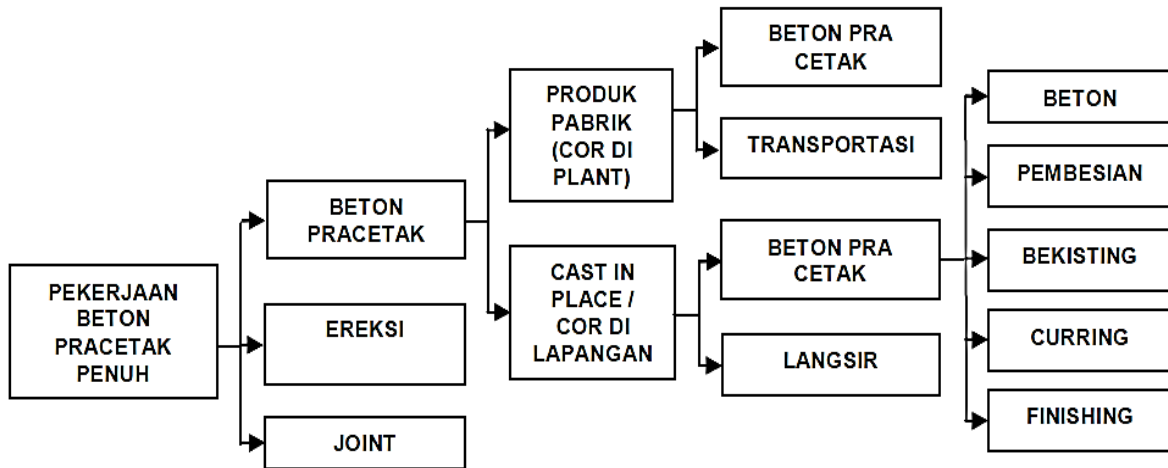 PEKERJAAN
BETON
PRACETAK
PENUH
BETON
PRACETAK
EREKSI
JOINT
PRODUK
PABRIK
(COR DI
PLANT)
CAST IN
PLACE /
COR DI
LAPANGAN
BETON PRA
CETAK
TRANSPORTASI
BETON PRA
CETAK
LANGSIR
BETON
PEMBESIAN
BEKISTING
CURRING
FINISHING